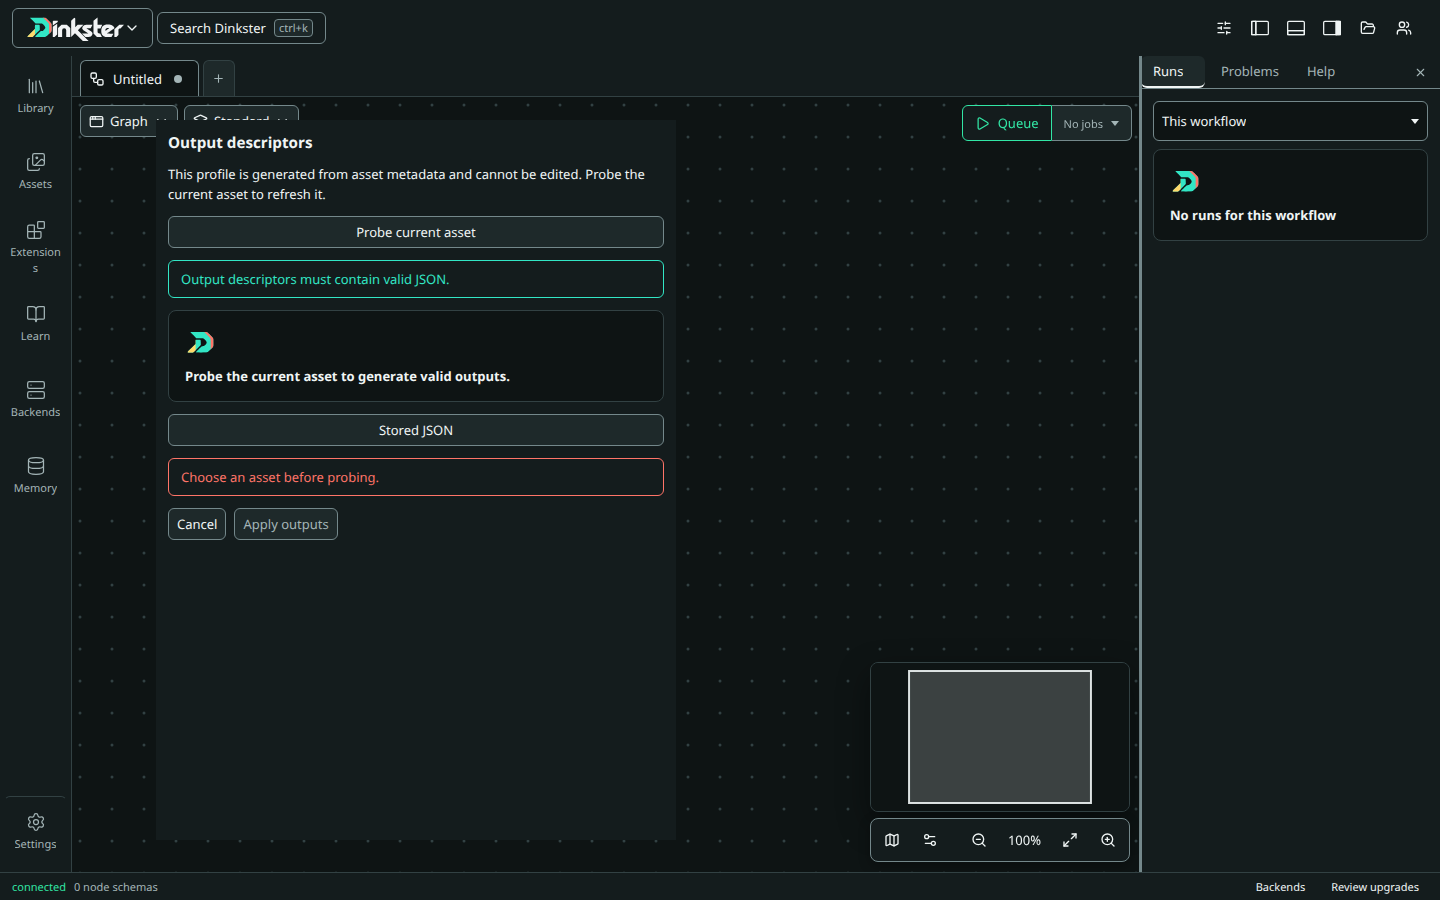 Dinkster
Search Dinkster ctrl+k
Library
Assets
Extension
s
Learn
Backends
Memory
Settings
Untitled
Graph
Standard
Queue
No jobs
Output descriptors
This profile is generated from asset metadata and cannot be edited. Probe the
current asset to refresh it.
Probe current asset
Output descriptors must contain valid JSON.
Probe the current asset to generate valid outputs.
Stored JSON
Choose an asset before probing.
Cancel
Apply outputs
100%
Runs
Problems
Help
This workflow
No runs for this workflow
connected
0 node schemas
Backends
Review upgrades